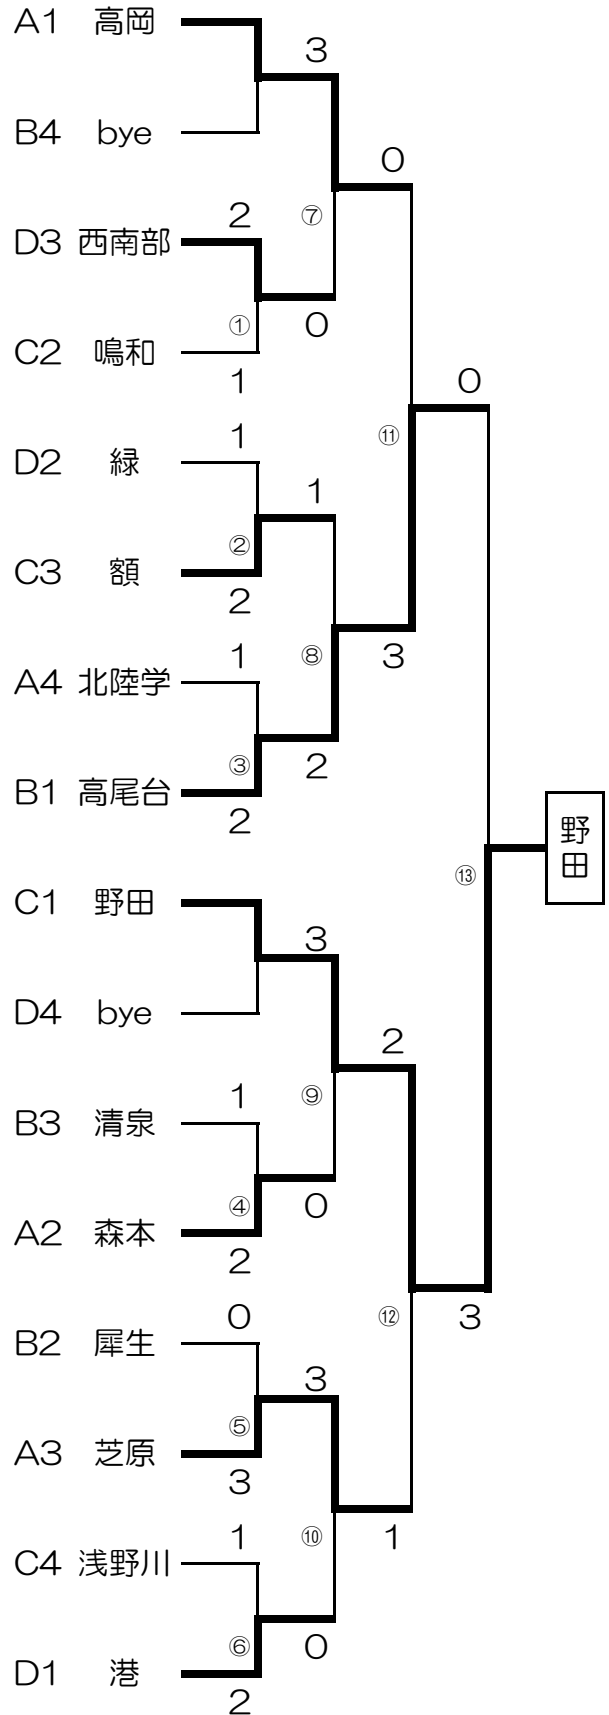 A1 高岡
3
B4 bye
0
2
⑦
D3 西南部
①
0
C2 鳴和
1
0
1
⑪
D2 緑
1
②
C3 額
2
1
⑧
3
A4 北陸学
③
2
B1 高尾台
2
野田
⑬
C1 野田
3
D4 bye
2
1
⑨
B3 清泉
④
0
A2 森本
2
0
⑫
3
B2 犀生
3
⑤
A3 芝原
3
1
⑩
1
C4 浅野川
⑥
0
D1 港
2